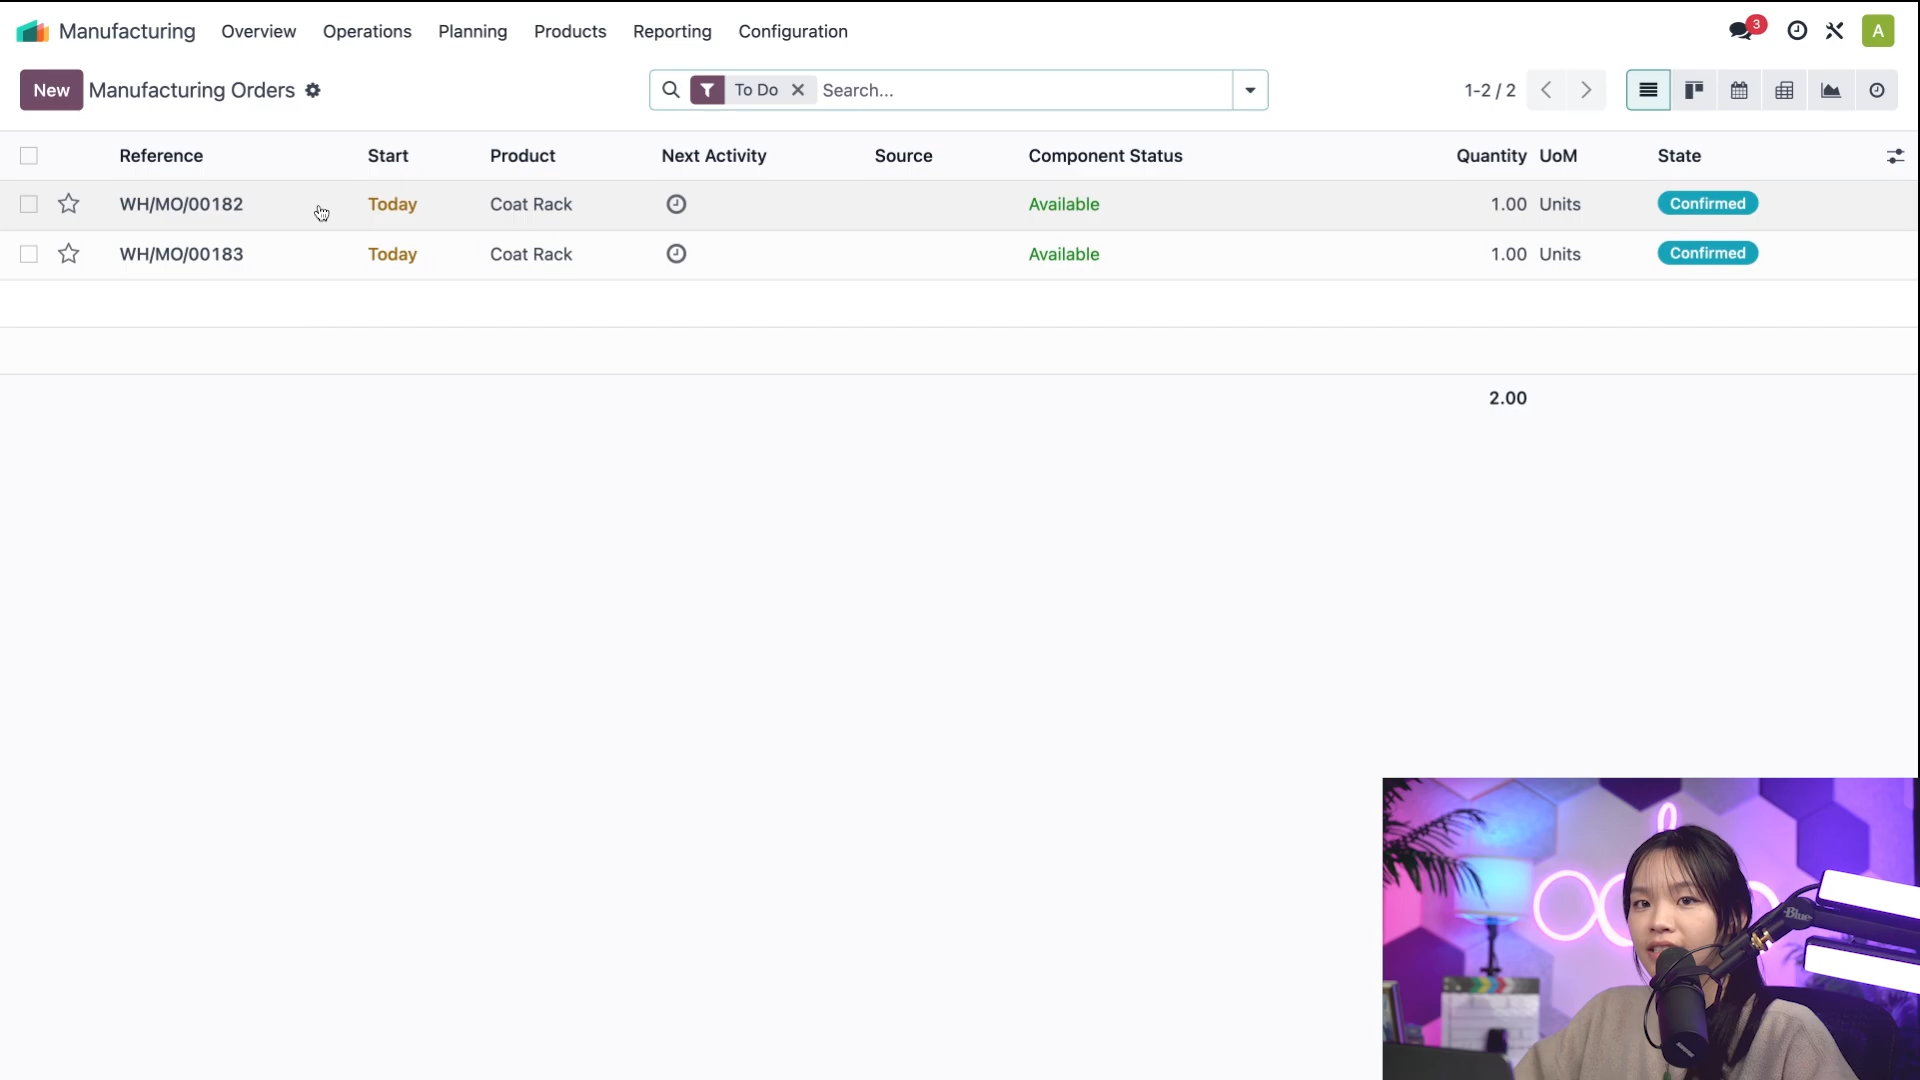 Manufacturing Overview Operations Planning Products Reporting Configuration 3 A
New Manufacturing Orders To Do Search... 1-2 / 2
Reference Start Product Next Activity Source Component Status Quantity UoM State
WH/MO/00182 Today Coat Rack Available 1.00 Units Confirmed
WH/MO/00183 Today Coat Rack Available 1.00 Units Confirmed
2.00
Blue